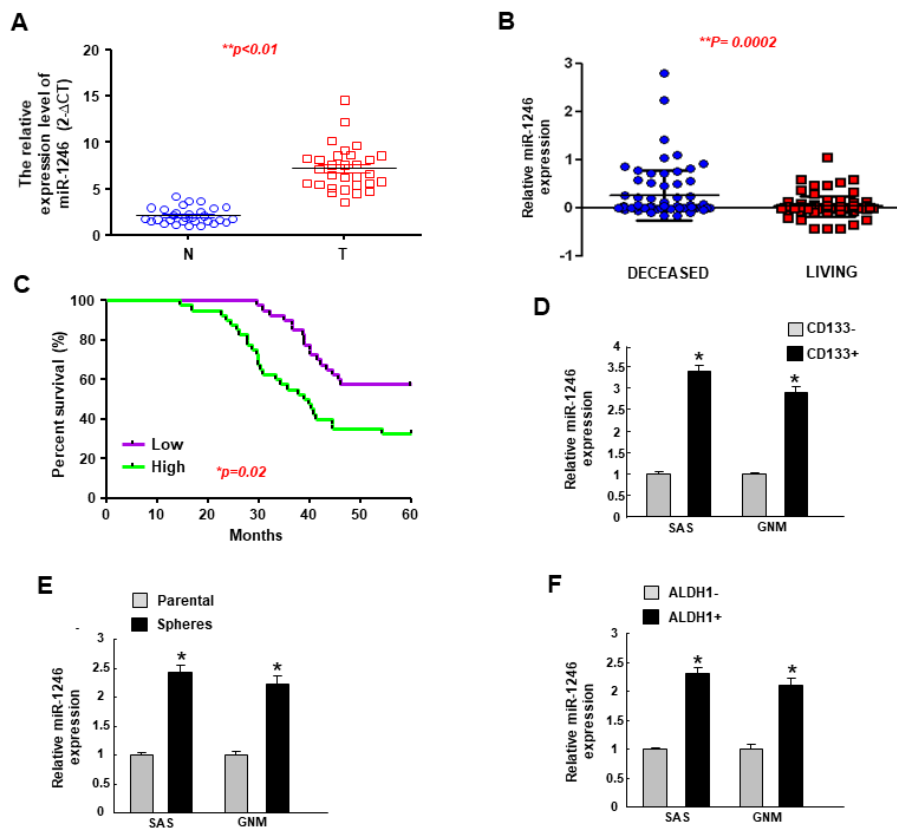 A
**p<0.01
The relative
expression level of
miR-1246 (2-ΔCT)
20
15
10
5
0
N
T
B
**P= 0.0002
Relative miR-1246
expression
3
2
1
0
-1
DECEASED
LIVING
C
Percent survival (%)
100
80
60
40
20
0
Low
High
*p=0.02
0
10
20
30
40
50
60
Months
D
CD133-
CD133+
Relative miR-1246
expression
4
3.5
3
2.5
2
1.5
1
0.5
0
*
*
SAS
GNM
E
Parental
Spheres
-
Relative miR-1246
expression
3
2.5
2
1.5
1
0.5
0
*
*
SAS
GNM
F
ALDH1-
ALDH1+
Relative miR-1246
expression
3
2.5
2
1.5
1
0.5
0
*
*
SAS
GNM